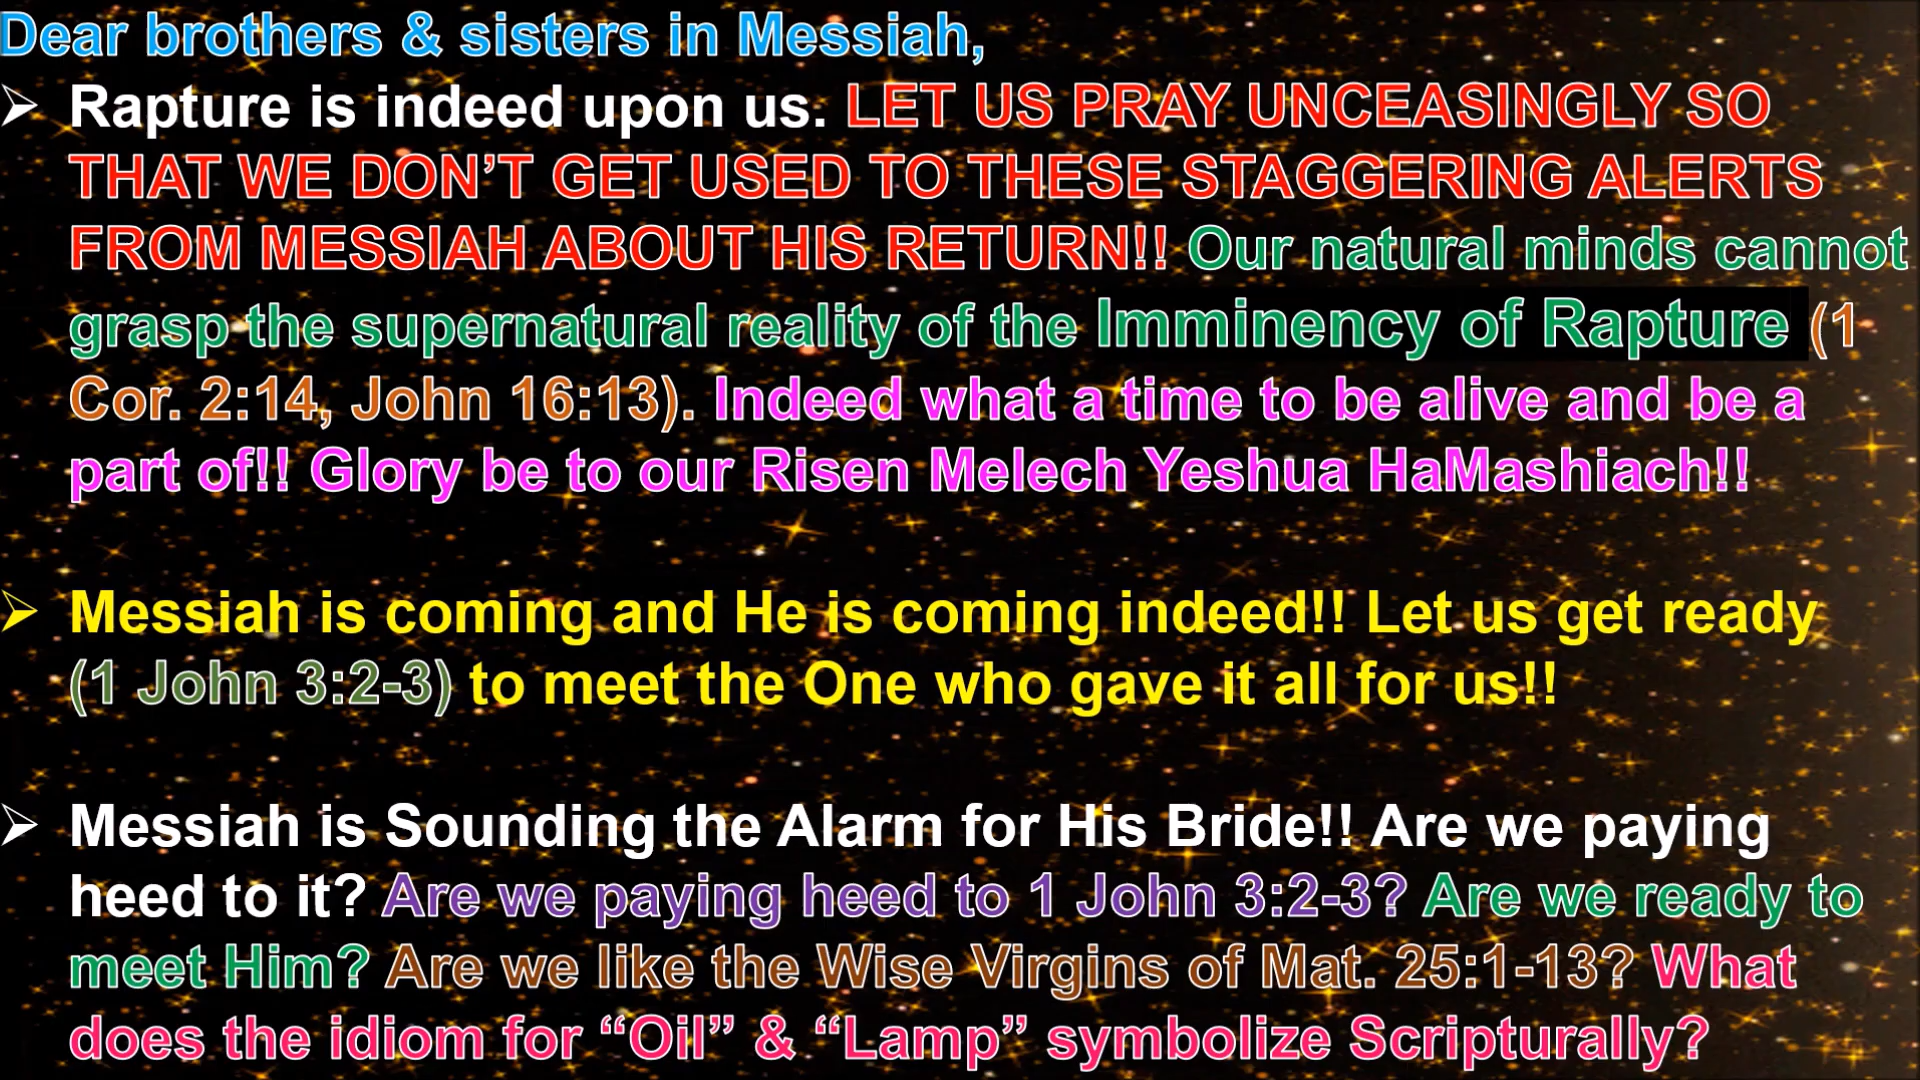 Dear brothers & sisters in Messiah,
➢ Rapture is indeed upon us. LET US PRAY UNCEASINGLY SO
THAT WE DON’T GET USED TO THESE STAGGERING ALERTS
FROM MESSIAH ABOUT HIS RETURN!! Our natural minds cannot
grasp the supernatural reality of the Imminency of Rapture (1
Cor. 2:14, John 16:13). Indeed what a time to be alive and be a
part of!! Glory be to our Risen Melech Yeshua HaMashiach!!
➢ Messiah is coming and He is coming indeed!! Let us get ready
(1 John 3:2-3) to meet the One who gave it all for us!!
➢ Messiah is Sounding the Alarm for His Bride!! Are we paying
heed to it? Are we paying heed to 1 John 3:2-3? Are we ready to
meet Him? Are we like the Wise Virgins of Mat. 25:1-13? What
does the idiom for “Oil” & “Lamp” symbolize Scripturally?